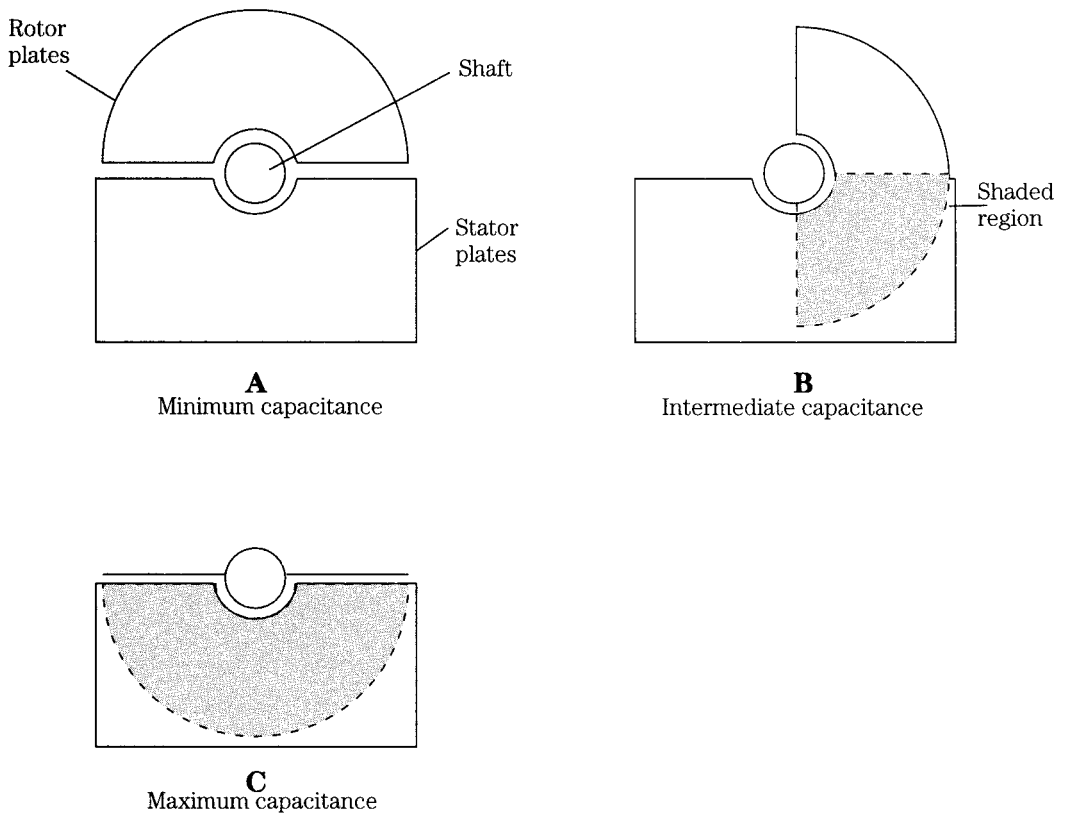 Rotor
plates
Shaft
Stator
plates
A
Minimum capacitance
Shaded
region
B
Intermediate capacitance
C
Maximum capacitance